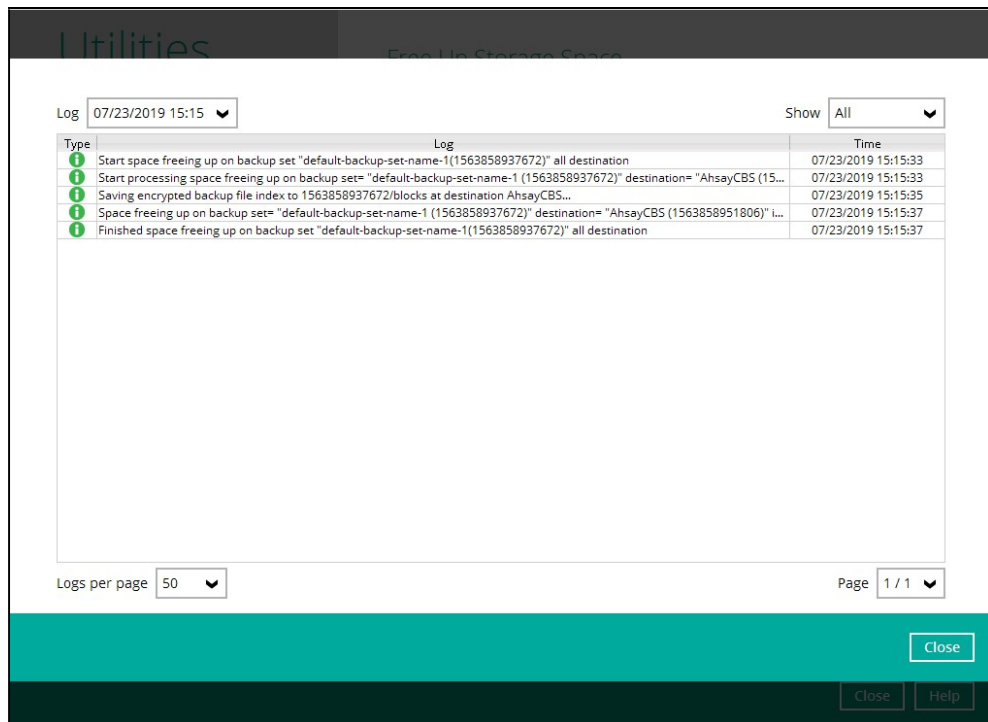 Utilities
Free Up Storage Space
Log 07/23/2019 15:15 Show All
Type Log Time
Start space freeing up on backup set "default-backup-set-name-1(1563858937672)" all destination 07/23/2019 15:15:33
Start processing space freeing up on backup set= "default-backup-set-name-1 (1563858937672)" destination= "AhsayCBS (15... 07/23/2019 15:15:33
Saving encrypted backup file index to 1563858937672/blocks at destination AhsayCBS... 07/23/2019 15:15:35
Space freeing up on backup set= "default-backup-set-name-1 (1563858937672)" destination= "AhsayCBS (1563858951806)" i... 07/23/2019 15:15:37
Finished space freeing up on backup set "default-backup-set-name-1(1563858937672)" all destination 07/23/2019 15:15:37
Logs per page 50 Page 1 / 1
Close
Close Help